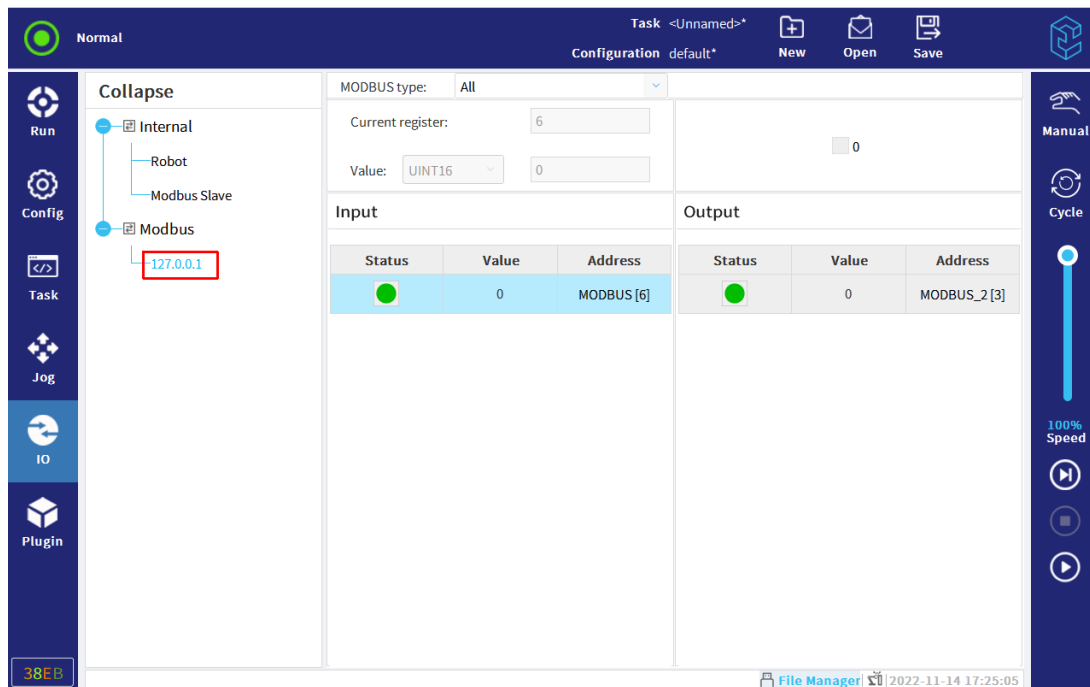 Normal
Task <Unnamed>*
Configuration default*
New
Open
Save
Run
Config
Task
Jog
IO
Plugin
38EB
Collapse
Internal
Robot
Modbus Slave
Modbus
127.0.0.1
MODBUS type: All
Current register: 6
Value: UINT16 0
0
Input
Status Value Address
0 MODBUS [6]
Output
Status Value Address
0 MODBUS_2 [3]
Manual
Cycle
100%
Speed
File Manager 2022-11-14 17:25:05